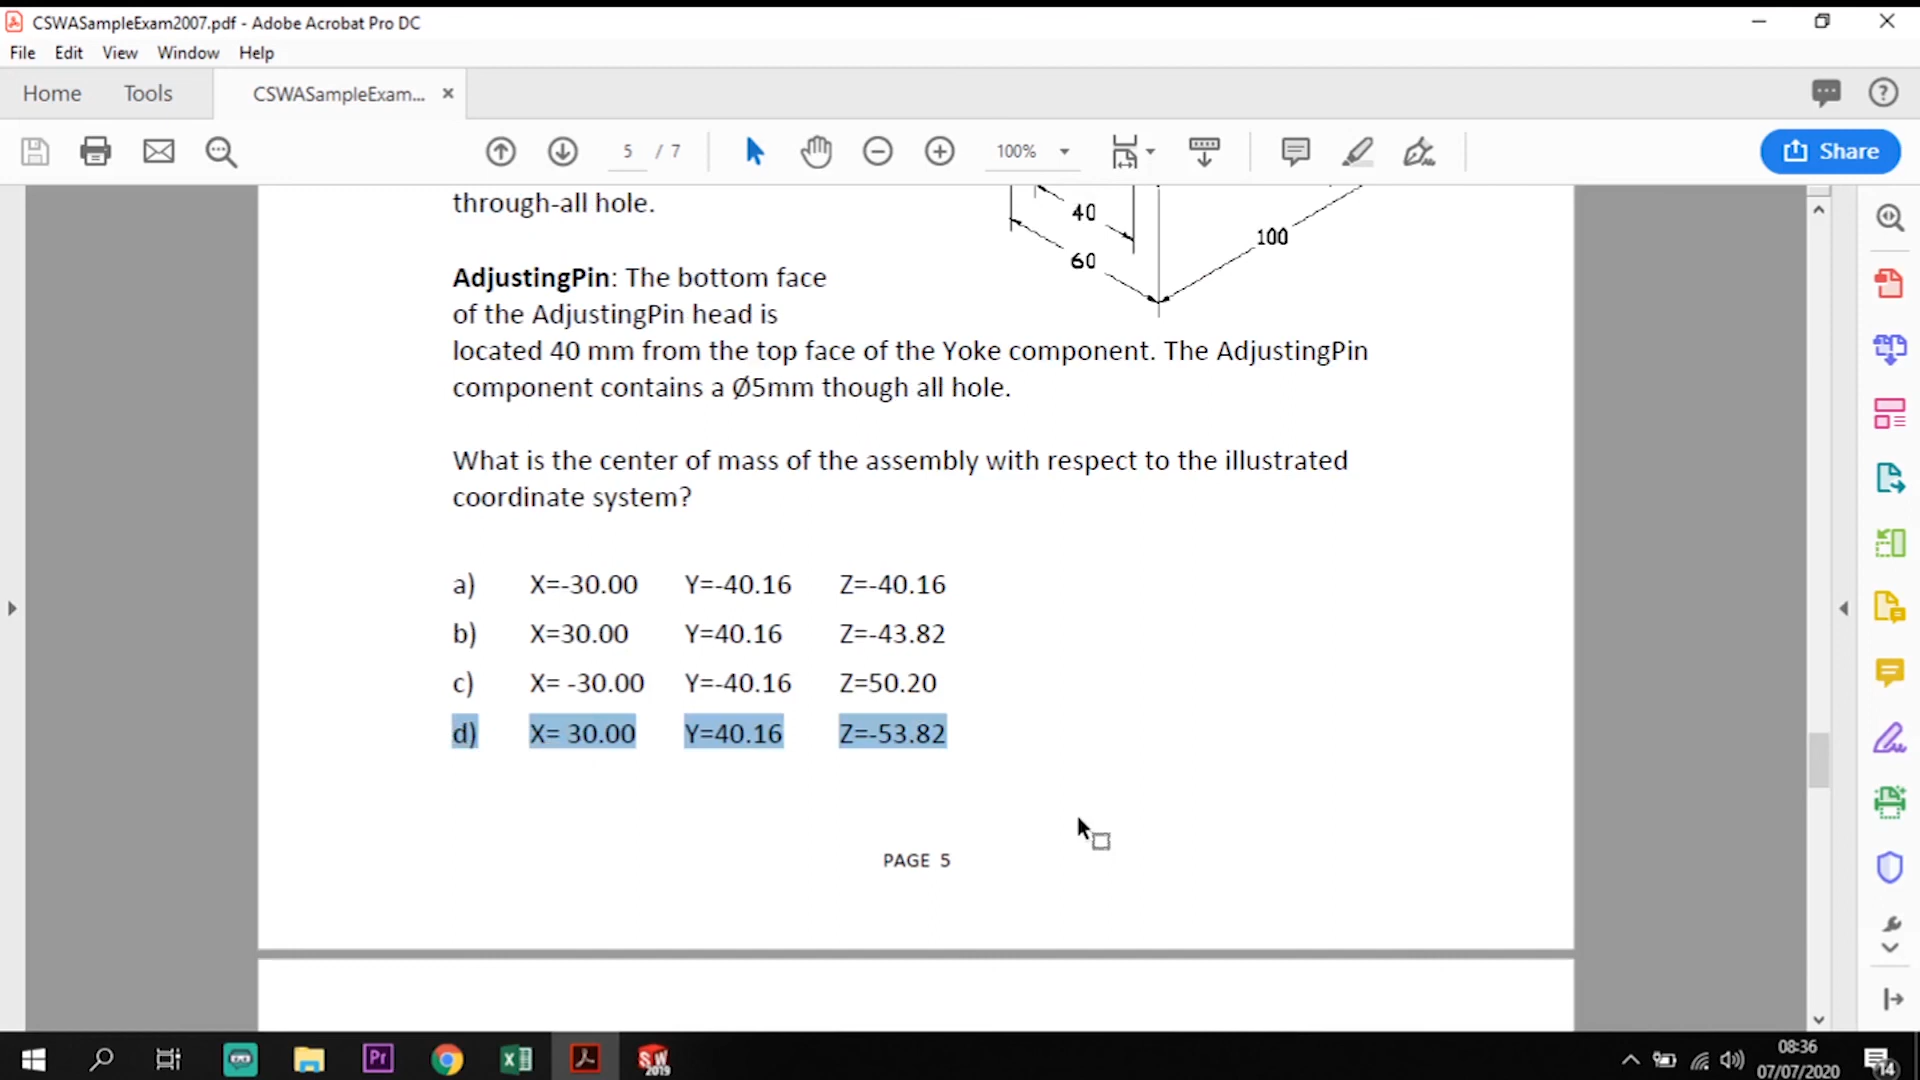 CSWASampleExam2007.pdf - Adobe Acrobat Pro DC
File Edit View Window Help
Home Tools CSWASampleExam... ×
5 / 7 100% Share
through-all hole.
40
100
60
AdjustingPin: The bottom face
of the AdjustingPin head is
located 40 mm from the top face of the Yoke component. The AdjustingPin
component contains a Ø5mm though all hole.
What is the center of mass of the assembly with respect to the illustrated
coordinate system?
a) X=-30.00 Y=-40.16 Z=-40.16
b) X=30.00 Y=40.16 Z=-43.82
c) X= -30.00 Y=-40.16 Z=50.20
d) X= 30.00 Y=40.16 Z=-53.82
PAGE 5
Pr
SW
2019
08:36
07/07/2020
14